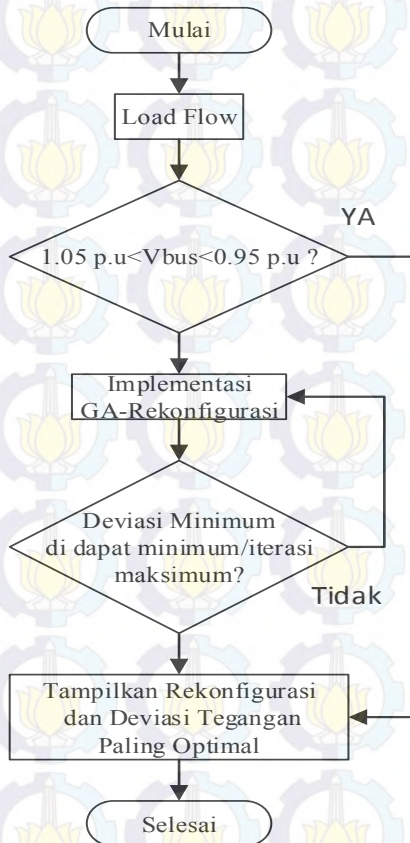 Mulai
Load Flow
YA
1.05 p.u<Vbus<0.95 p.u ?
Implementasi
GA-Rekonfigurasi
Deviasi Minimum
di dapat minimum/iterasi
maksimum?
Tidak
Tampilkan Rekonfigurasi
dan Deviasi Tegangan
Paling Optimal
Selesai